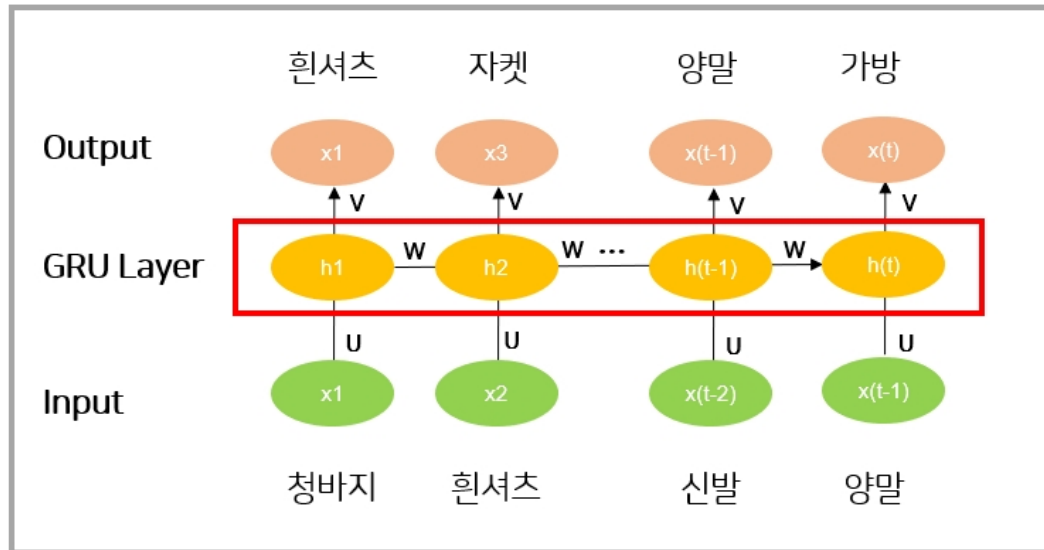 흰셔츠 자켓 양말 가방
Output x1 x3 x(t-1) x(t)
V V V V
GRU Layer h1 W h2 W ... h(t-1) W h(t)
U U U U
Input x1 x2 x(t-2) x(t-1)
청바지 흰셔츠 신발 양말